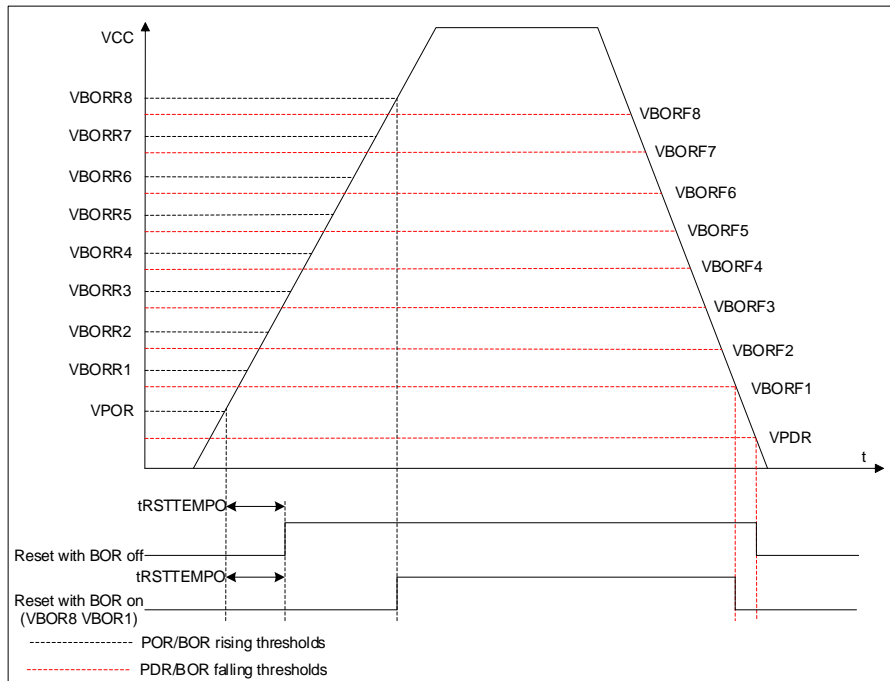 VCC
VBORR8
VBORR7
VBORR6
VBORR5
VBORR4
VBORR3
VBORR2
VBORR1
VPOR
VBORF8
VBORF7
VBORF6
VBORF5
VBORF4
VBORF3
VBORF2
VBORF1
VPDR
t
tRSTTEMPO
Reset with BOR off
tRSTTEMPO
Reset with BOR on
(VBOR8 VBOR1)
POR/BOR rising thresholds
PDR/BOR falling thresholds